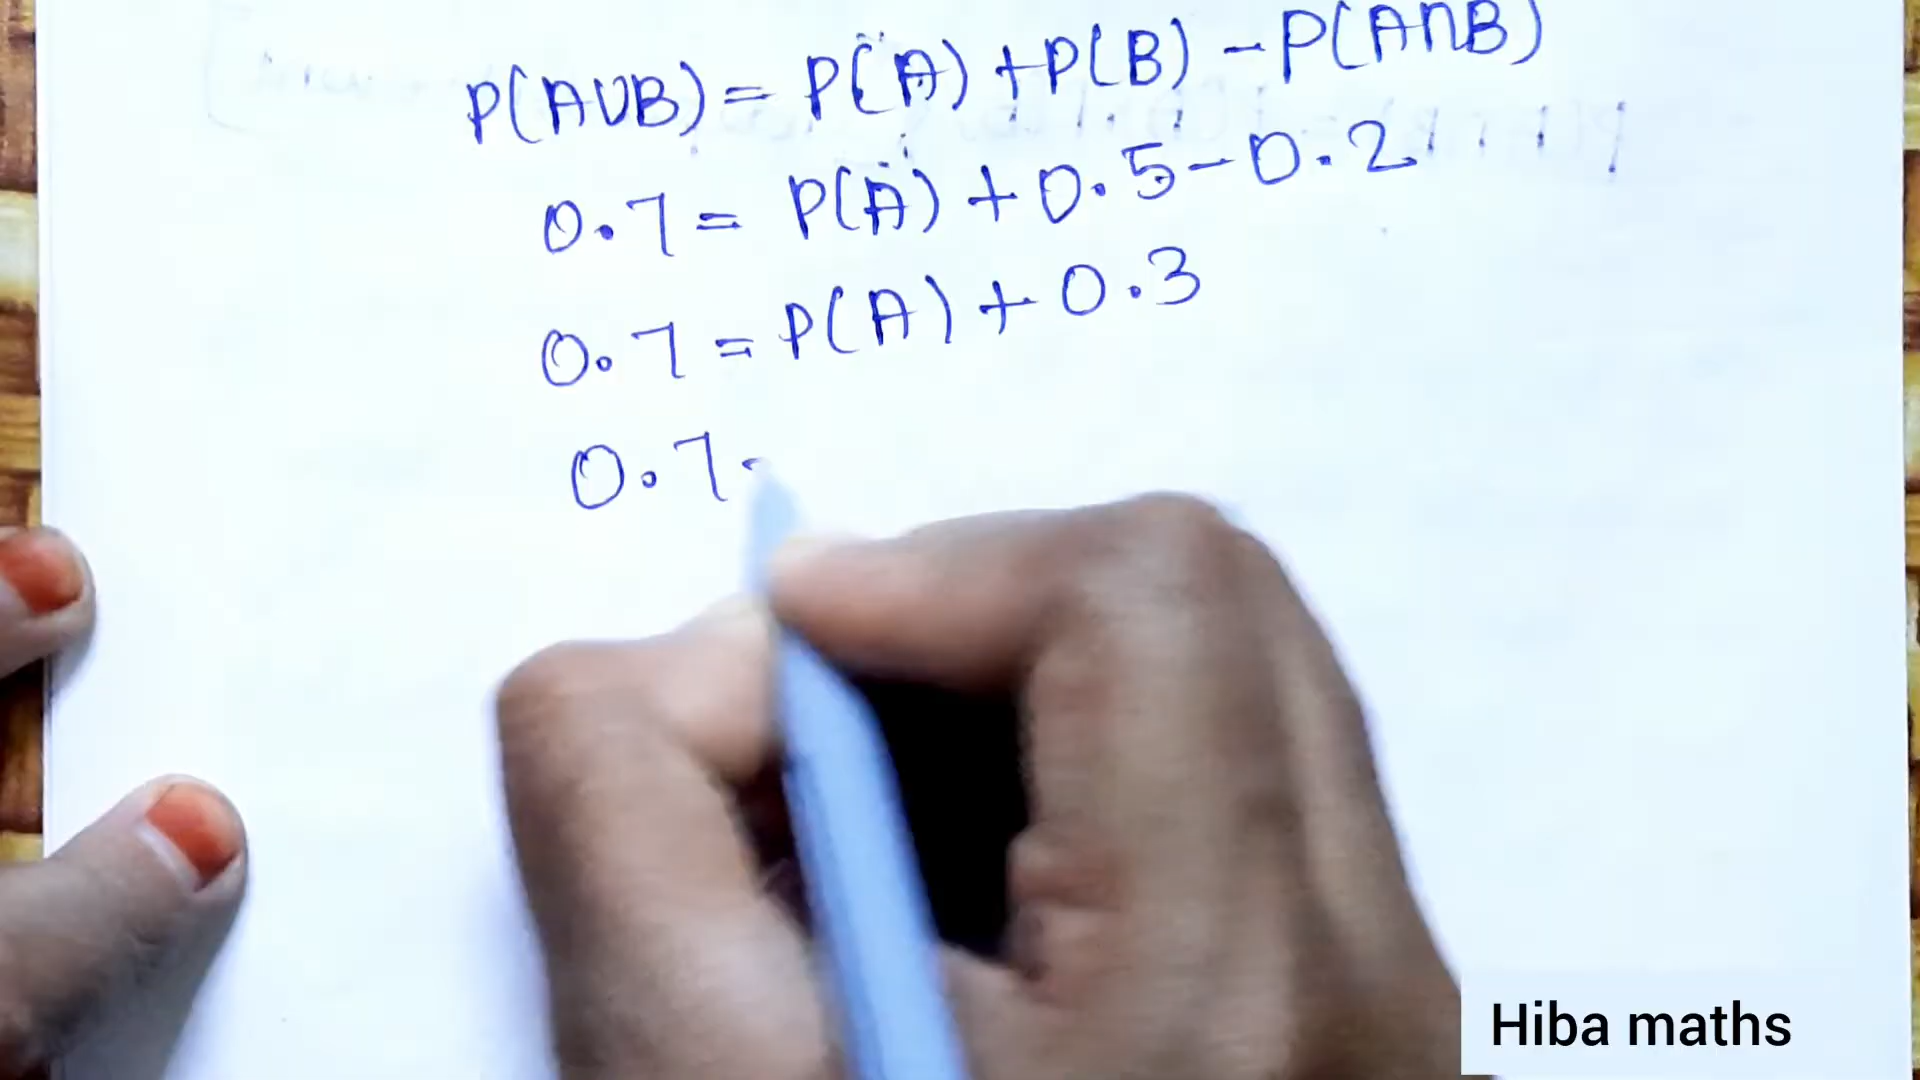 P(A∪B) = P(A) + P(B) - P(A∩B)
0.7 = P(A) + 0.5 - 0.2
0.7 = P(A) + 0.3
0.7
Hiba maths